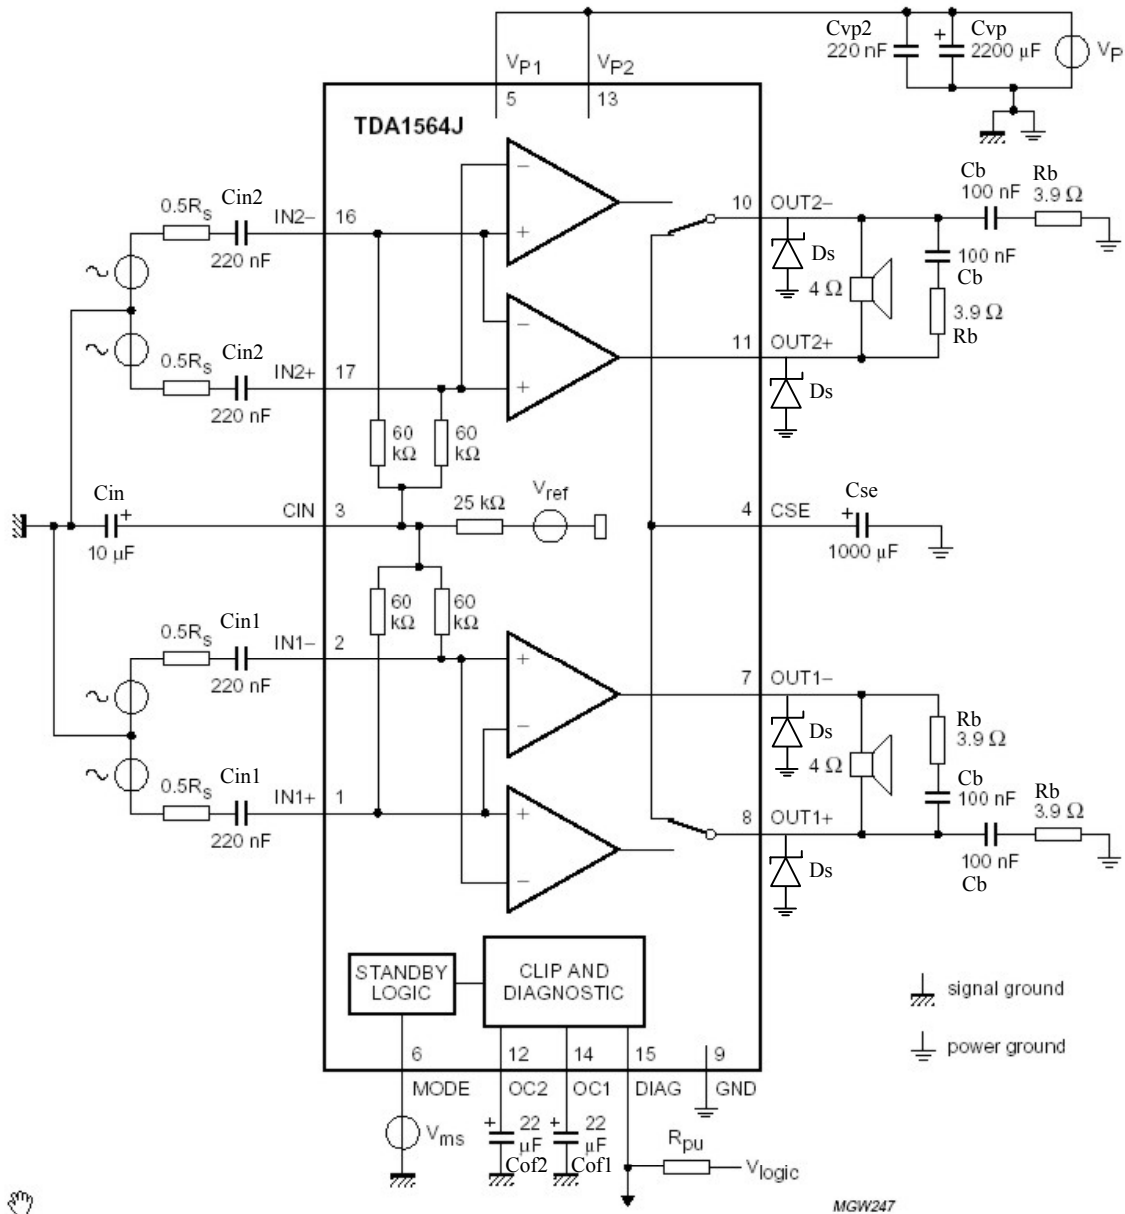 Cvp2
220 nF
+
Cvp
2200 µF
VP
VP1
VP2
5
13
TDA1564J
0.5Rs
Cin2
220 nF
IN2−
16
−
+
10
OUT2−
Cb
100 nF
Rb
3.9 Ω
Ds
4 Ω
100 nF
Cb
3.9 Ω
Rb
0.5Rs
Cin2
220 nF
IN2+
17
−
+
11
OUT2+
Ds
60
kΩ
60
kΩ
Cin
+
10 µF
CIN
3
25 kΩ
Vref
4
CSE
Cse
+
1000 µF
60
kΩ
60
kΩ
0.5Rs
Cin1
220 nF
IN1−
2
+
−
7
OUT1−
Ds
4 Ω
Rb
3.9 Ω
Cb
100 nF
0.5Rs
Cin1
220 nF
IN1+
1
+
−
8
OUT1+
Ds
100 nF
Cb
Rb
3.9 Ω
STANDBY
LOGIC
CLIP AND
DIAGNOSTIC
signal ground
power ground
6
12
14
15
9
MODE
OC2
OC1
DIAG
GND
Vms
+
22
µF
Cof2
+
22
µF
Cof1
Rpu
Vlogic
MGW247